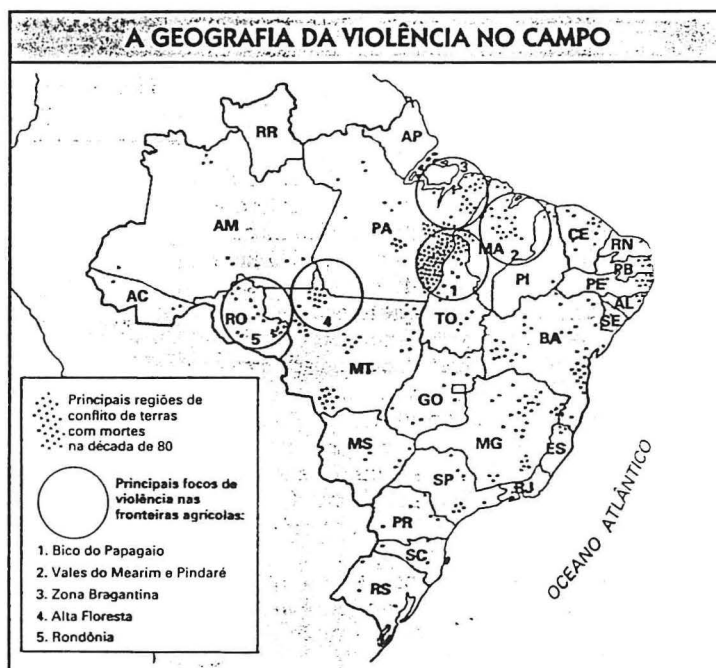 A GEOGRAFIA DA VIOLÊNCIA NO CAMPO
RR
AP
AM
PA
MA
CE
RN
PB
PE
AL
SE
PI
AC
RO
TO
BA
MT
GO
MG
ES
MS
SP
RJ
PR
SC
RS
3
2
1
4
5
OCEANO ATLÂNTICO
Principais regiões de
conflito de terras
com mortes
na década de 80
Principais focos de
violência nas
fronteiras agrícolas:
1. Bico do Papagaio
2. Vales do Mearim e Pindaré
3. Zona Bragantina
4. Alta Floresta
5. Rondônia